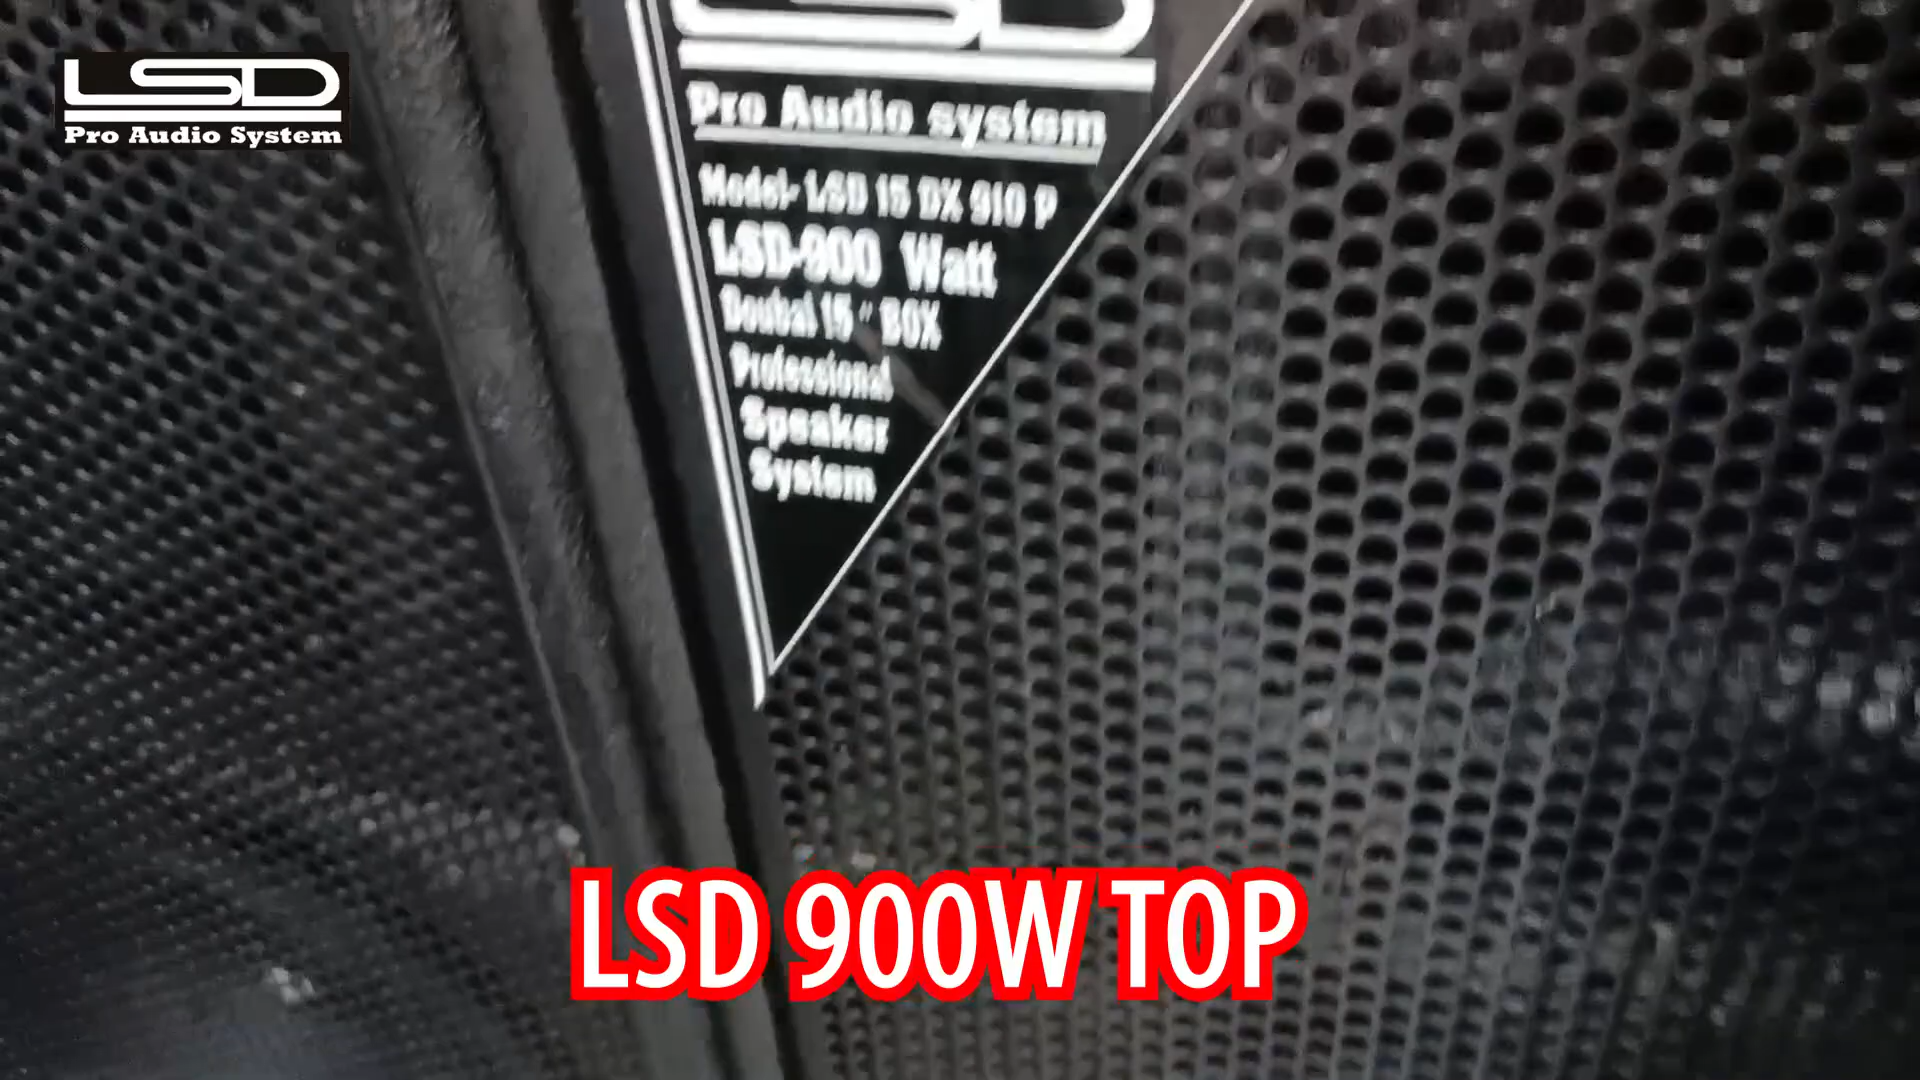 LSD
Pro Audio System
LSD
Pro Audio system
Model- LSD 15 DX 910 P
LSD-900 Watt
Doubal 15 " BOX
Professional
Speaker
System
LSD 900W TOP